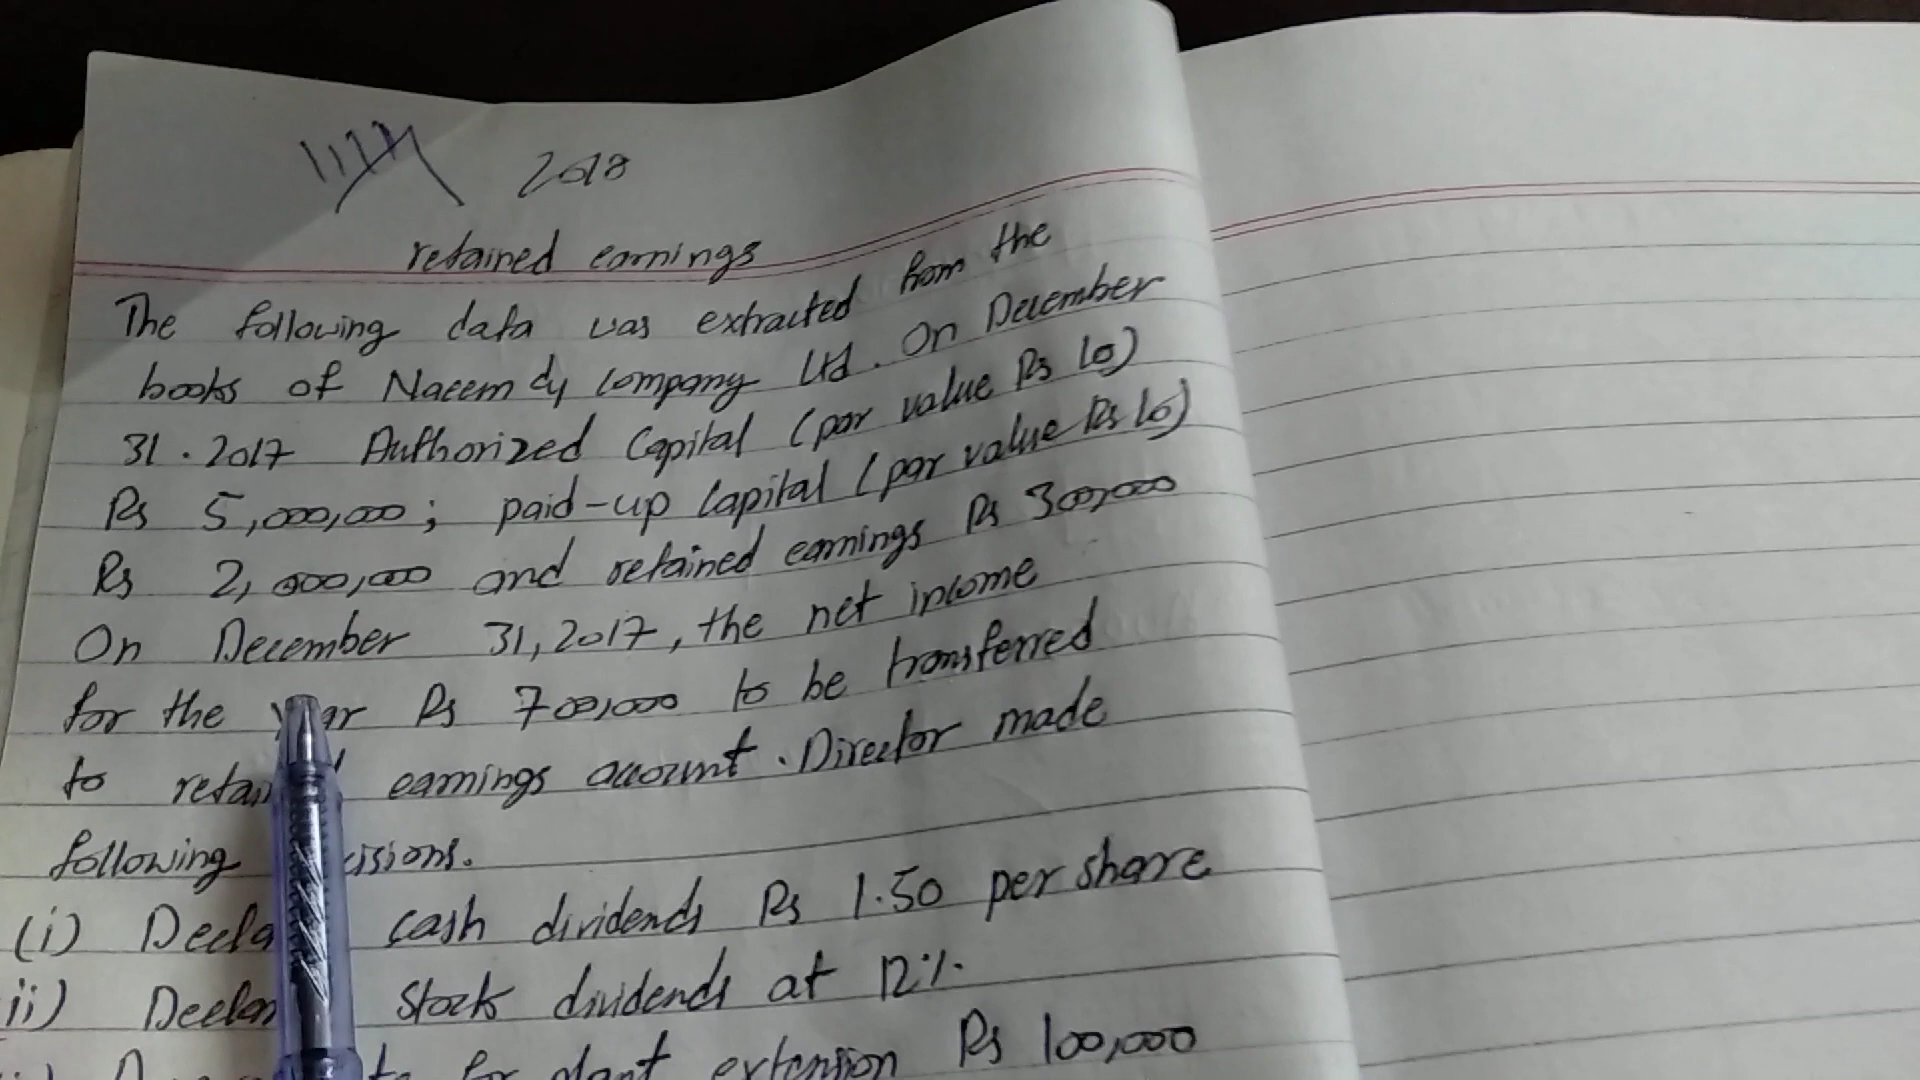 2018
retained earnings
The following data was extracted from the
books of Naeem dy company Ltd. On December
31.2017 Authorized Capital (par value Rs 10)
Rs 5,000,000; paid-up Capital (par value Rs 10)
Rs 2,000,000 and retained earnings Rs 300,000
On December 31, 2017, the net income
for the Rs 700,000 to be transferred
to earnings account. Director made
following
(i) cash dividends Rs 1.50 per share
ii) Stock dividends at 12%.
for plant extension Rs 100,000